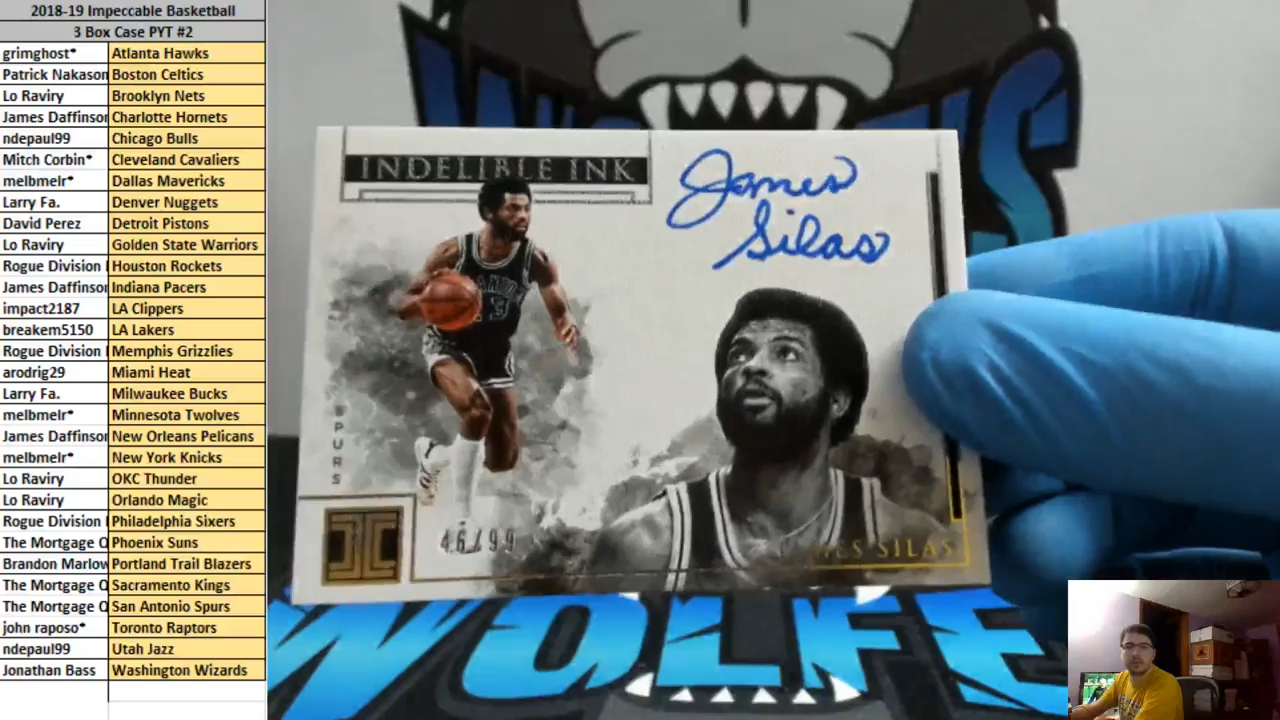 2018-19 Impeccable Basketball
3 Box Case PYT #2
grimghost* Atlanta Hawks
Patrick Nakason Boston Celtics
Lo Raviry Brooklyn Nets
James Daffinson Charlotte Hornets
ndepaul99 Chicago Bulls
Mitch Corbin* Cleveland Cavaliers
melbmelr* Dallas Mavericks
Larry Fa. Denver Nuggets
David Perez Detroit Pistons
Lo Raviry Golden State Warriors
Rogue Division Houston Rockets
James Daffinson Indiana Pacers
impact2187 LA Clippers
breakem5150 LA Lakers
Rogue Division Memphis Grizzlies
arodrig29 Miami Heat
Larry Fa. Milwaukee Bucks
melbmelr* Minnesota Twolves
James Daffinson New Orleans Pelicans
melbmelr* New York Knicks
Lo Raviry OKC Thunder
Lo Raviry Orlando Magic
Rogue Division Philadelphia Sixers
The Mortgage Phoenix Suns
Brandon Marlow Portland Trail Blazers
The Mortgage Sacramento Kings
The Mortgage San Antonio Spurs
john raposo* Toronto Raptors
ndepaul99 Utah Jazz
Jonathan Bass Washington Wizards
INDELIBLE INK
James
Silas
SPURS
46/99
SILAS
WOLFE